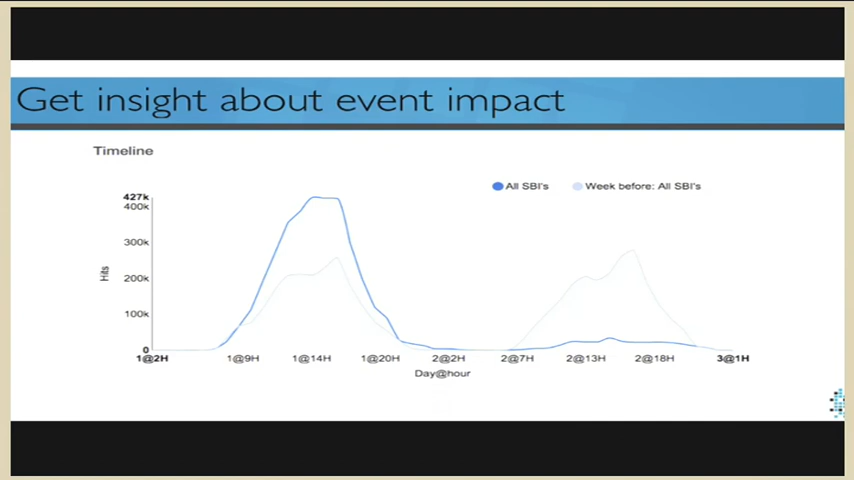 Get insight about event impact
Timeline
All SBI's
Week before: All SBI's
427k
400k
300k
200k
100k
0
Hits
1@2H
1@9H
1@14H
1@20H
2@2H
2@7H
2@13H
2@18H
3@1H
Day@hour